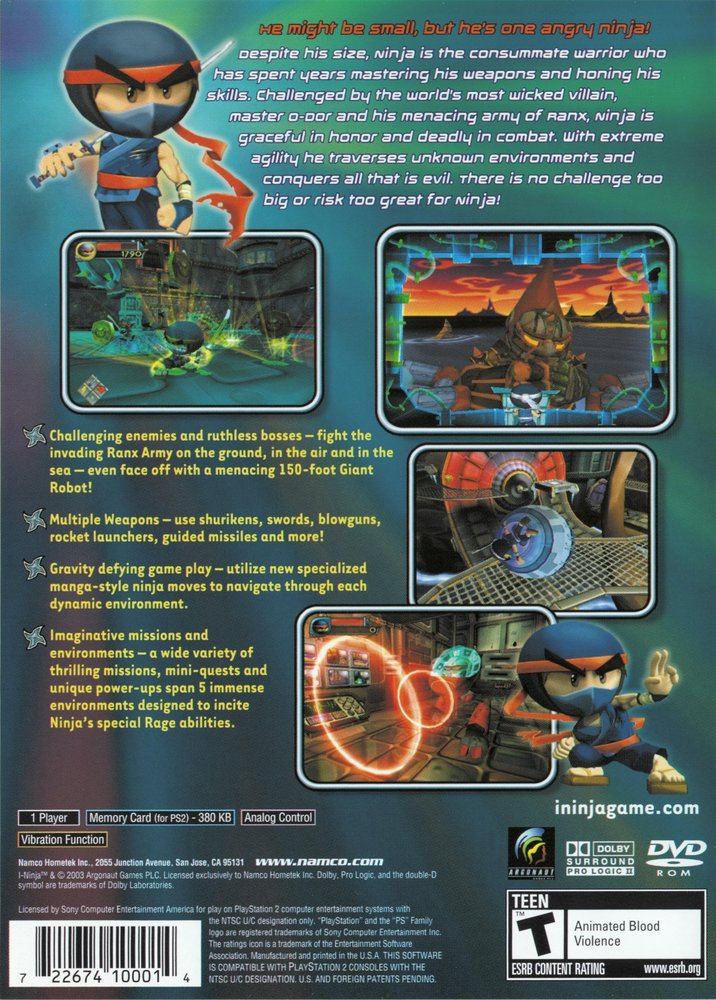 He might be small, but he's one angry ninja!
Despite his size, Ninja is the consummate warrior who
has spent years mastering his weapons and honing his
skills. Challenged by the world's most wicked villain,
master O-Dor and his menacing army of Ranx, Ninja is
graceful in honor and deadly in combat. With extreme
agility he traverses unknown environments and
conquers all that is evil. There is no challenge too
big or risk too great for Ninja!
1790
Challenging enemies and ruthless bosses – fight the
invading Ranx Army on the ground, in the air and in the
sea – even face off with a menacing 150-foot Giant
Robot!
Multiple Weapons – use shurikens, swords, blowguns,
rocket launchers, guided missiles and more!
Gravity defying game play – utilize new specialized
manga-style ninja moves to navigate through each
dynamic environment.
Imaginative missions and
environments – a wide variety of
thrilling missions, mini-quests and
unique power-ups span 5 immense
environments designed to incite
Ninja's special Rage abilities.
ininjagame.com
1 Player
Memory Card (for PS2) - 380 KB
Analog Control
Vibration Function
Namco Hometek Inc., 2055 Junction Avenue, San Jose, CA 95131 www.namco.com
I-Ninja™ & © 2003 Argonaut Games PLC. Licensed exclusively to Namco Hometek Inc. Dolby, Pro Logic, and the double-D
symbol are trademarks of Dolby Laboratories.
ARGONAUT
DOLBY
SURROUND
PRO LOGIC II
DVD
ROM
Licensed by Sony Computer Entertainment America for play on PlayStation 2 computer entertainment systems with
the NTSC U/C designation only. "PlayStation" and the "PS" Family
logo are registered trademarks of Sony Computer Entertainment Inc.
The ratings icon is a trademark of the Entertainment Software
Association. Manufactured and printed in the U.S.A. THIS SOFTWARE
IS COMPATIBLE WITH PLAYSTATION 2 CONSOLES WITH THE
NTSC U/C DESIGNATION. U.S. AND FOREIGN PATENTS PENDING.
7 22674 10001 4
TEEN
T
Animated Blood
Violence
ESRB CONTENT RATING www.esrb.org